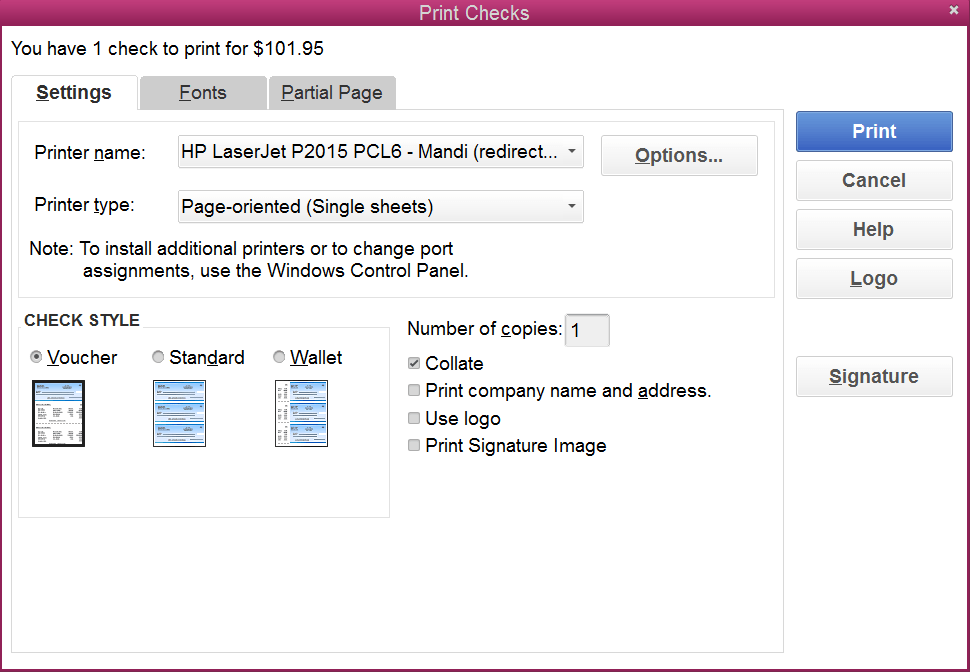 Print Checks
You have 1 check to print for $101.95
Settings
Fonts
Partial Page
Printer name:
HP LaserJet P2015 PCL6 - Mandi (redirect...
Options...
Printer type:
Page-oriented (Single sheets)
Note: To install additional printers or to change port
assignments, use the Windows Control Panel.
CHECK STYLE
Voucher
Standard
Wallet
Number of copies: 1
Collate
Print company name and address.
Use logo
Print Signature Image
Print
Cancel
Help
Logo
Signature